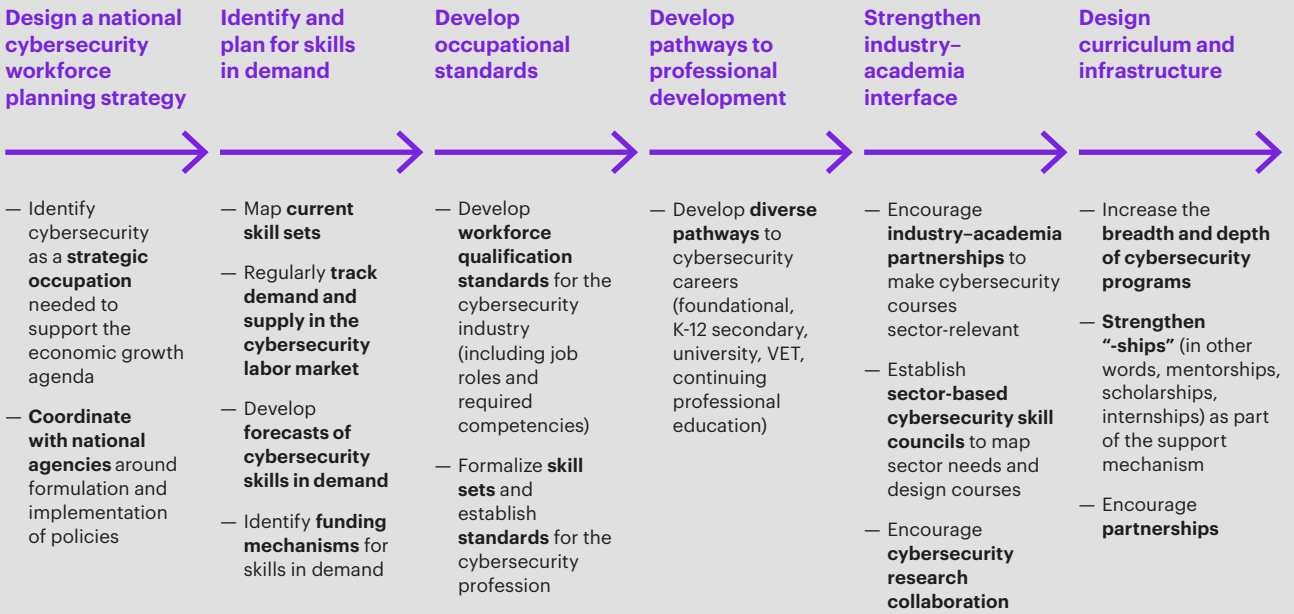 Design a national
cybersecurity
workforce
planning strategy
— Identify
cybersecurity
as a strategic
occupation
needed to
support the
economic growth
agenda
— Coordinate
with national
agencies around
formulation and
implementation
of policies
Identify and
plan for skills
in demand
— Map current
skill sets
— Regularly track
demand and
supply in the
cybersecurity
labor market
— Develop
forecasts of
cybersecurity
skills in demand
— Identify funding
mechanisms for
skills in demand
Develop
occupational
standards
— Develop
workforce
qualification
standards for the
cybersecurity
industry
(including job
roles and
required
competencies)
— Formalize skill
sets and
establish
standards for the
cybersecurity
profession
Develop
pathways to
professional
development
— Develop diverse
pathways to
cybersecurity
careers
(foundational,
K-12 secondary,
university, VET,
continuing
professional
education)
Strengthen
industry–
academia
interface
— Encourage
industry–academia
partnerships to
make cybersecurity
courses
sector-relevant
— Establish
sector-based
cybersecurity skill
councils to map
sector needs and
design courses
— Encourage
cybersecurity
research
collaboration
Design
curriculum and
infrastructure
— Increase the
breadth and depth
of cybersecurity
programs
— Strengthen
“-ships” (in other
words, mentorships,
scholarships,
internships) as part
of the support
mechanism
— Encourage
partnerships